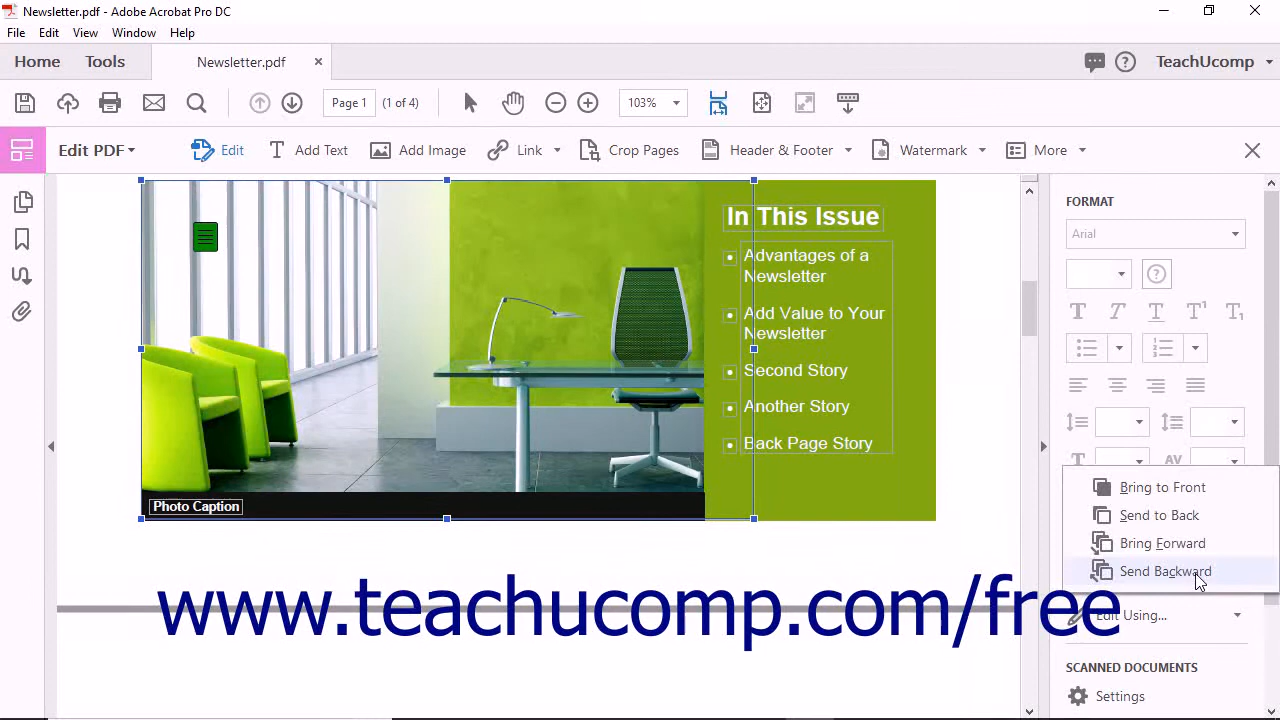 Newsletter.pdf - Adobe Acrobat Pro DC
File Edit View Window Help
Home Tools Newsletter.pdf × TeachUcomp
Page 1 (1 of 4) 103%
Edit PDF Edit Add Text Add Image Link Crop Pages Header & Footer Watermark More
In This Issue
• Advantages of a
Newsletter
• Add Value to Your
Newsletter
• Second Story
• Another Story
• Back Page Story
Photo Caption
FORMAT
Arial
Bring to Front
Send to Back
Bring Forward
Send Backward
Edit Using...
SCANNED DOCUMENTS
Settings
www.teachucomp.com/free